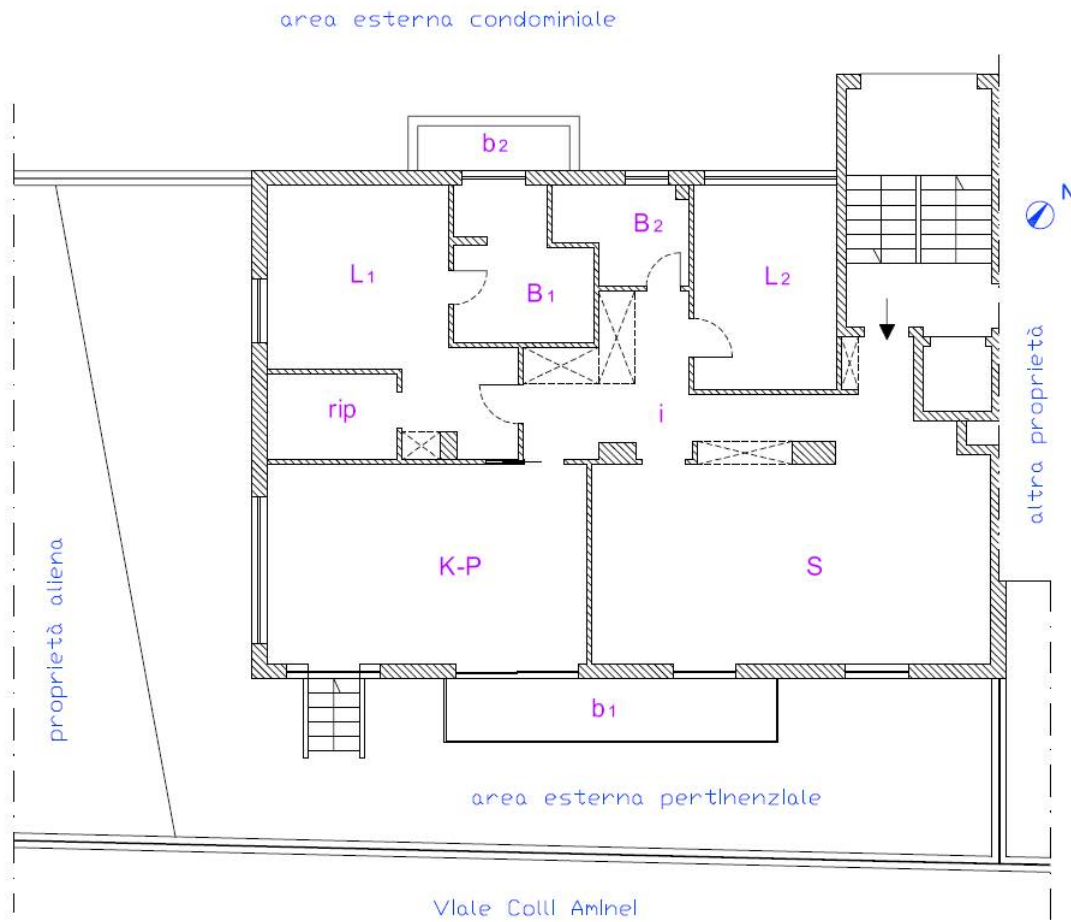 area esterna condominiale
b2
N
B2
L1
L2
B1
rip
i
altra proprietà
K-P
S
proprietà aliena
b1
area esterna pertinenziale
Viale Colli Aminei